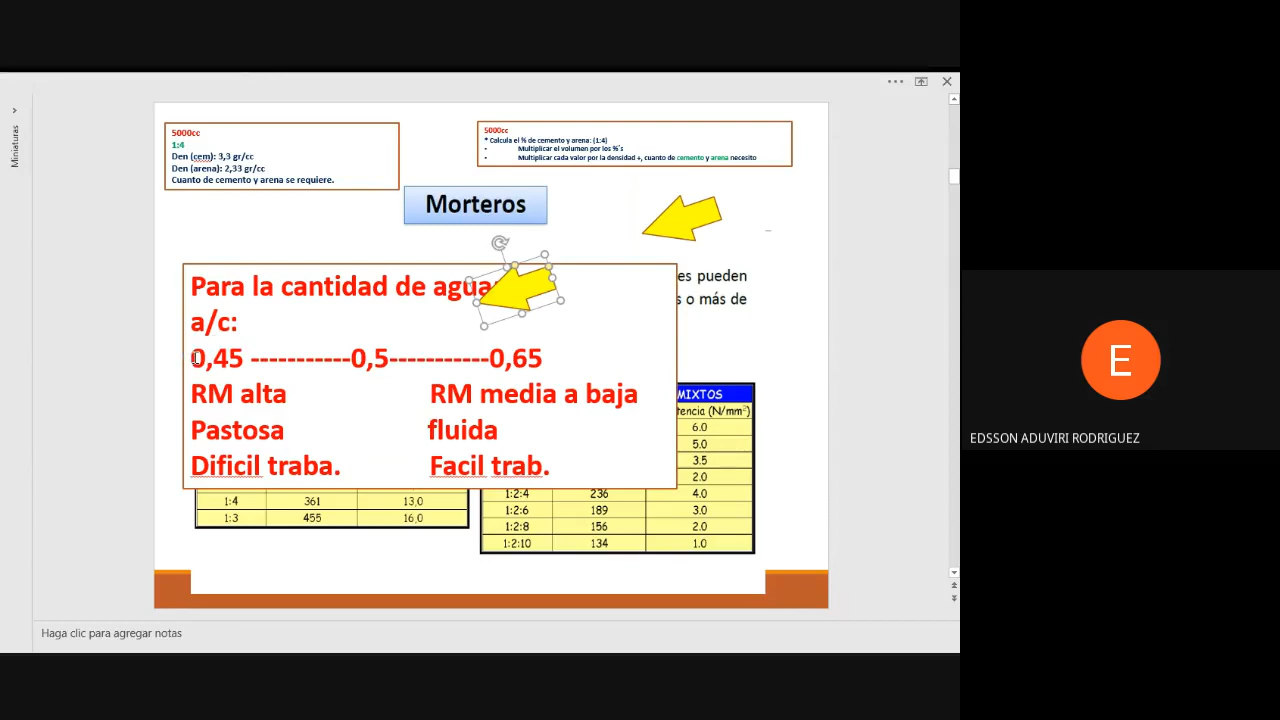 Miniaturas
5000cc
1:4
Den (cem): 3,3 gr/cc
Den (arena): 2,33 gr/cc
Cuanto de cemento y arena se requiere.
5000cc
* Calcula el % de cemento y arena: (1:4)
- Multiplicar el volumen por los %´s
- Multiplicar cada valor por la densidad +, cuanto de cemento y arena necesito
Morteros
es pueden
s o más de
Para la cantidad de agua
a/c:
0,45 -----------0,5-----------0,65
RM alta RM media a baja
Pastosa fluida
Dificil traba. Facil trab.
MIXTOS
tencia (N/mm²)
6.0
5.0
3.5
2.0
1:2:4 236 4.0
1:2:6 189 3.0
1:2:8 156 2.0
1:2:10 134 1.0
1:4 361 13,0
1:3 455 16,0
Haga clic para agregar notas
E
EDSSON ADUVIRI RODRIGUEZ